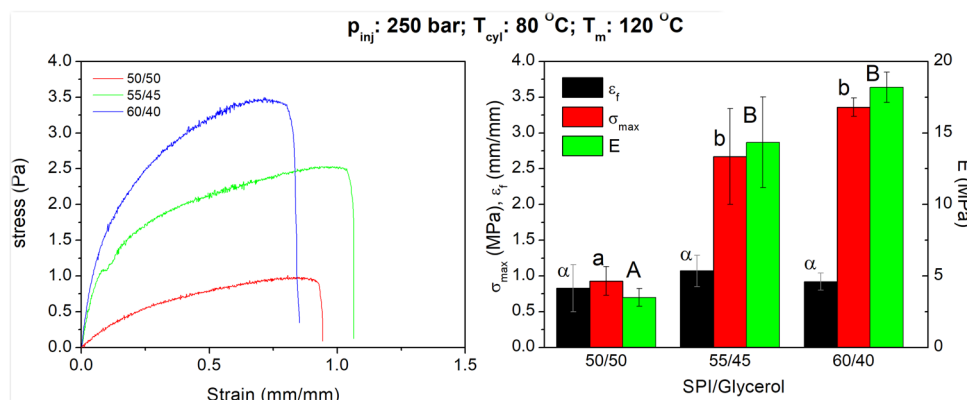 p_inj: 250 bar; T_cyl: 80 °C; T_m: 120 °C
stress (Pa)
4.0
3.5
3.0
2.5
2.0
1.5
1.0
0.5
0.0
50/50
55/45
60/40
0.0 0.5 1.0 1.5
Strain (mm/mm)
σ_max (MPa), ε_f (mm/mm)
4.0
3.5
3.0
2.5
2.0
1.5
1.0
0.5
0.0
ε_f
σ_max
E
α a A
α b B
α b B
50/50 55/45 60/40
SPI/Glycerol
20
15
10
5
0
E (MPa)